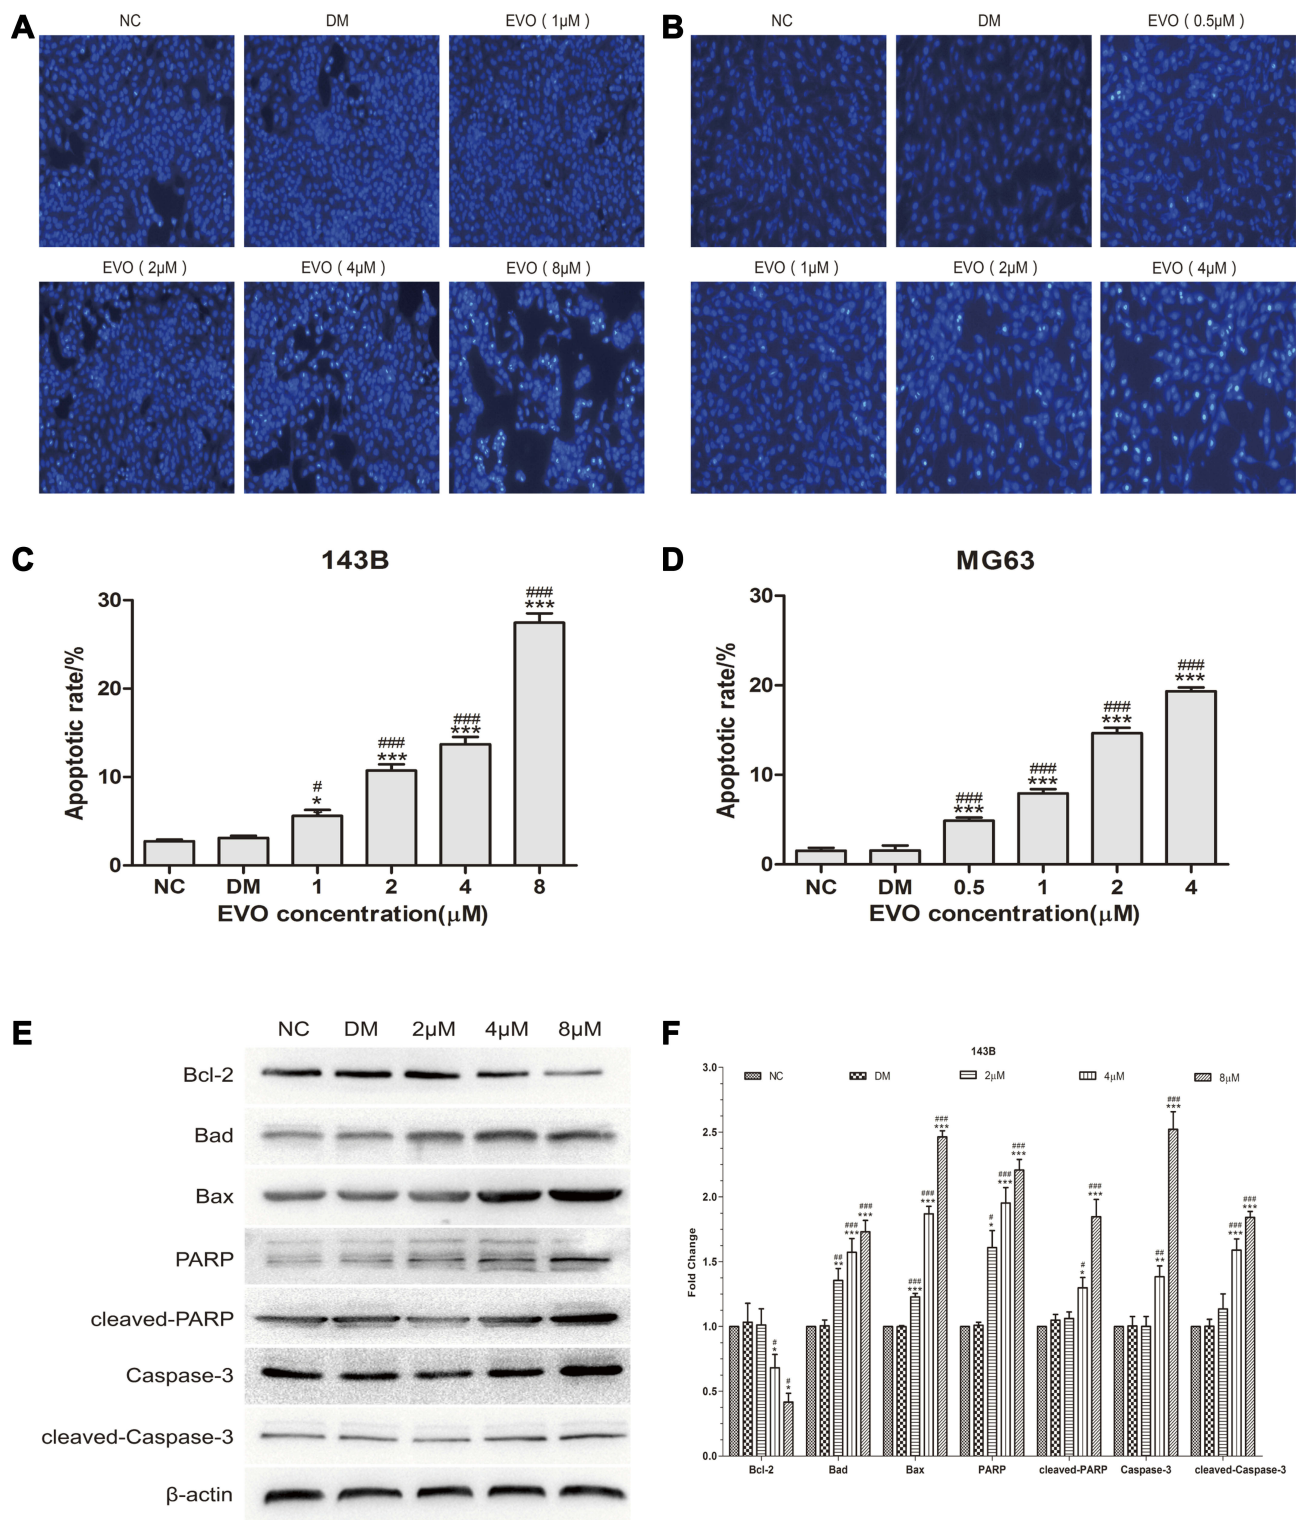 A
NC
DM
EVO ( 1μM )
EVO ( 2μM )
EVO ( 4μM )
EVO ( 8μM )
B
NC
DM
EVO ( 0.5μM )
EVO ( 1μM )
EVO ( 2μM )
EVO ( 4μM )
C
143B
Apoptotic rate/%
30
20
10
0
#
*
###
***
###
***
###
***
NC DM 1 2 4 8
EVO concentration(μM)
D
MG63
Apoptotic rate/%
30
20
10
0
###
***
###
***
###
***
###
***
NC DM 0.5 1 2 4
EVO concentration(μM)
E
NC DM 2μM 4μM 8μM
Bcl-2
Bad
Bax
PARP
cleaved-PARP
Caspase-3
cleaved-Caspase-3
β-actin
F
143B
NC DM 2μM 4μM 8μM
Fold Change
3.0
2.5
2.0
1.5
1.0
0.5
0.0
#
*
#
*
##
**
###
***
###
***
###
***
###
***
###
***
#
*
###
***
###
***
#
*
###
***
##
**
###
***
###
***
###
***
Bcl-2 Bad Bax PARP cleaved-PARP Caspase-3 cleaved-Caspase-3